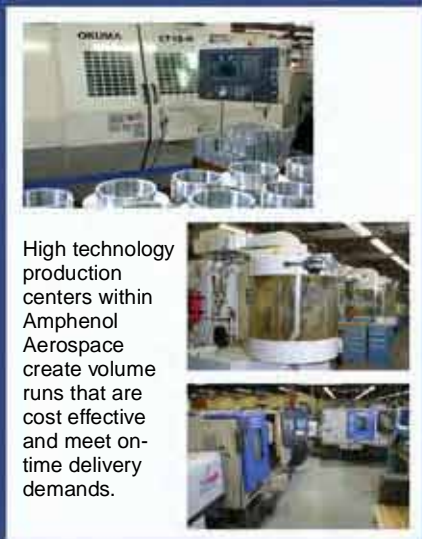 OKUMA
High technology
production
centers within
Amphenol
Aerospace
create volume
runs that are
cost effective
and meet on-
time delivery
demands.